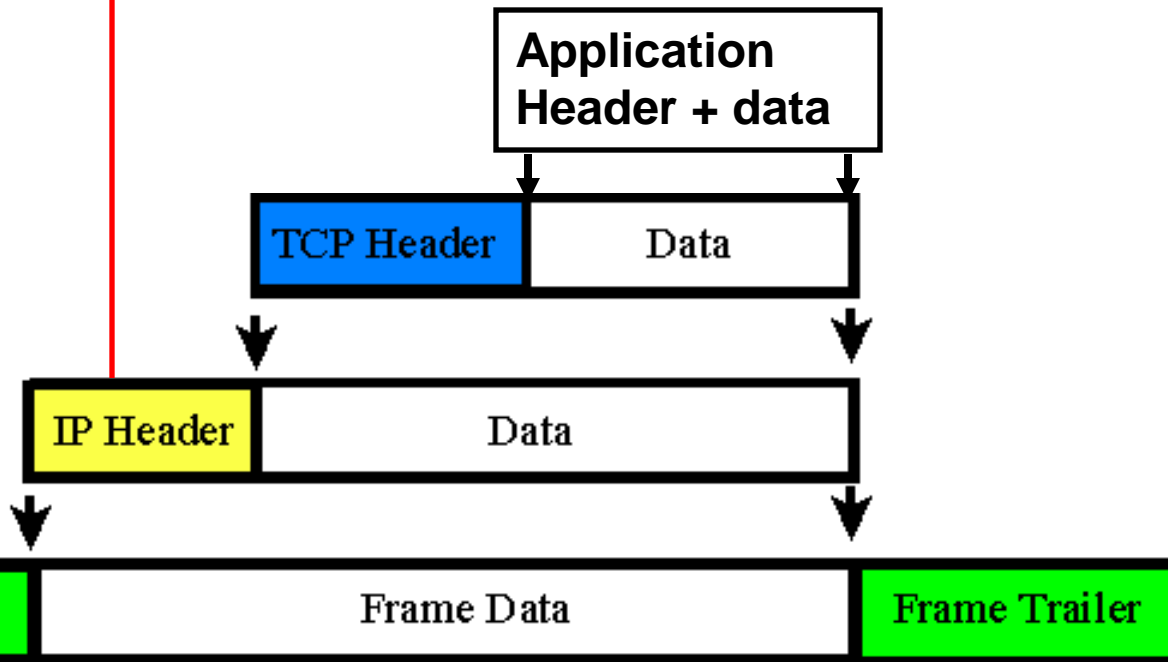 Application
Header + data
TCP Header Data
IP Header Data
Frame Data Frame Trailer